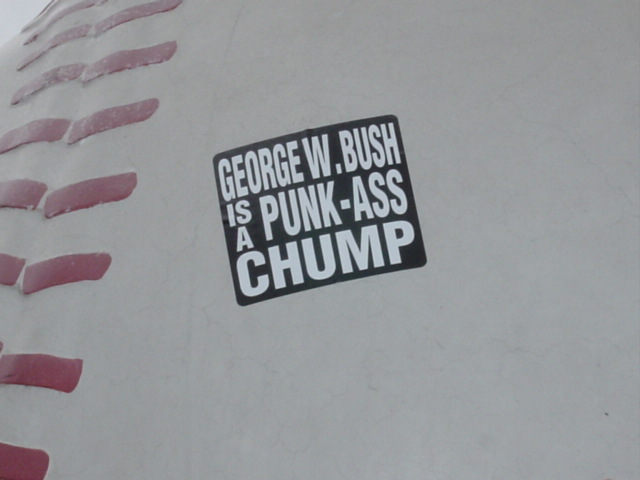 GEORGE W. BUSH
IS A PUNK-ASS
CHUMP